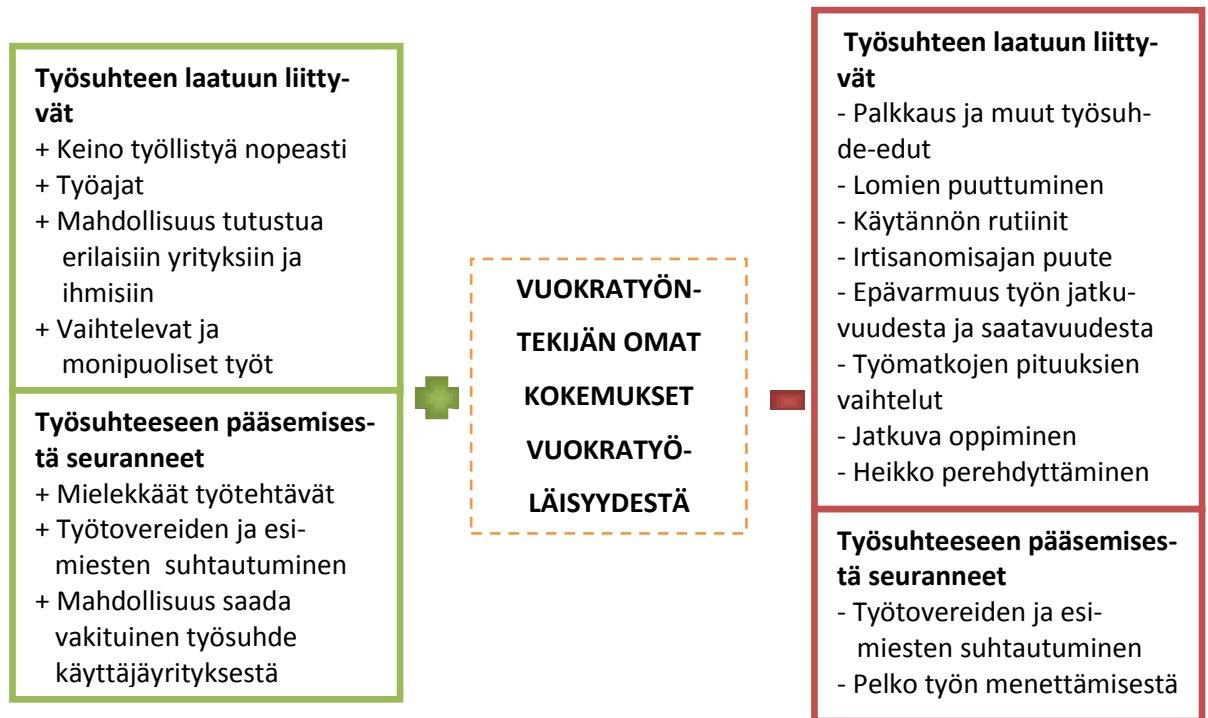 Työsuhteen laatuun liitty-
vät
+ Keino työllistyä nopeasti
+ Työajat
+ Mahdollisuus tutustua
erilaisiin yrityksiin ja
ihmisiin
+ Vaihtelevat ja
monipuoliset työt
Työsuhteeseen pääsemises-
tä seuranneet
+ Mielekkäät työtehtävät
+ Työtovereiden ja esi-
miesten suhtautuminen
+ Mahdollisuus saada
vakituinen työsuhde
käyttäjäyrityksestä
VUOKRATYÖN-
TEKIJÄN OMAT
KOKEMUKSET
VUOKRATYÖ-
LÄISYYDESTÄ
Työsuhteen laatuun liitty-
vät
- Palkkaus ja muut työsuh-
de-edut
- Lomien puuttuminen
- Käytännön rutiinit
- Irtisanomisajan puute
- Epävarmuus työn jatku-
vuudesta ja saatavuudesta
- Työmatkojen pituuksien
vaihtelut
- Jatkuva oppiminen
- Heikko perehdyttäminen
Työsuhteeseen pääsemises-
tä seuranneet
- Työtovereiden ja esi-
miesten suhtautuminen
- Pelko työn menettämisestä